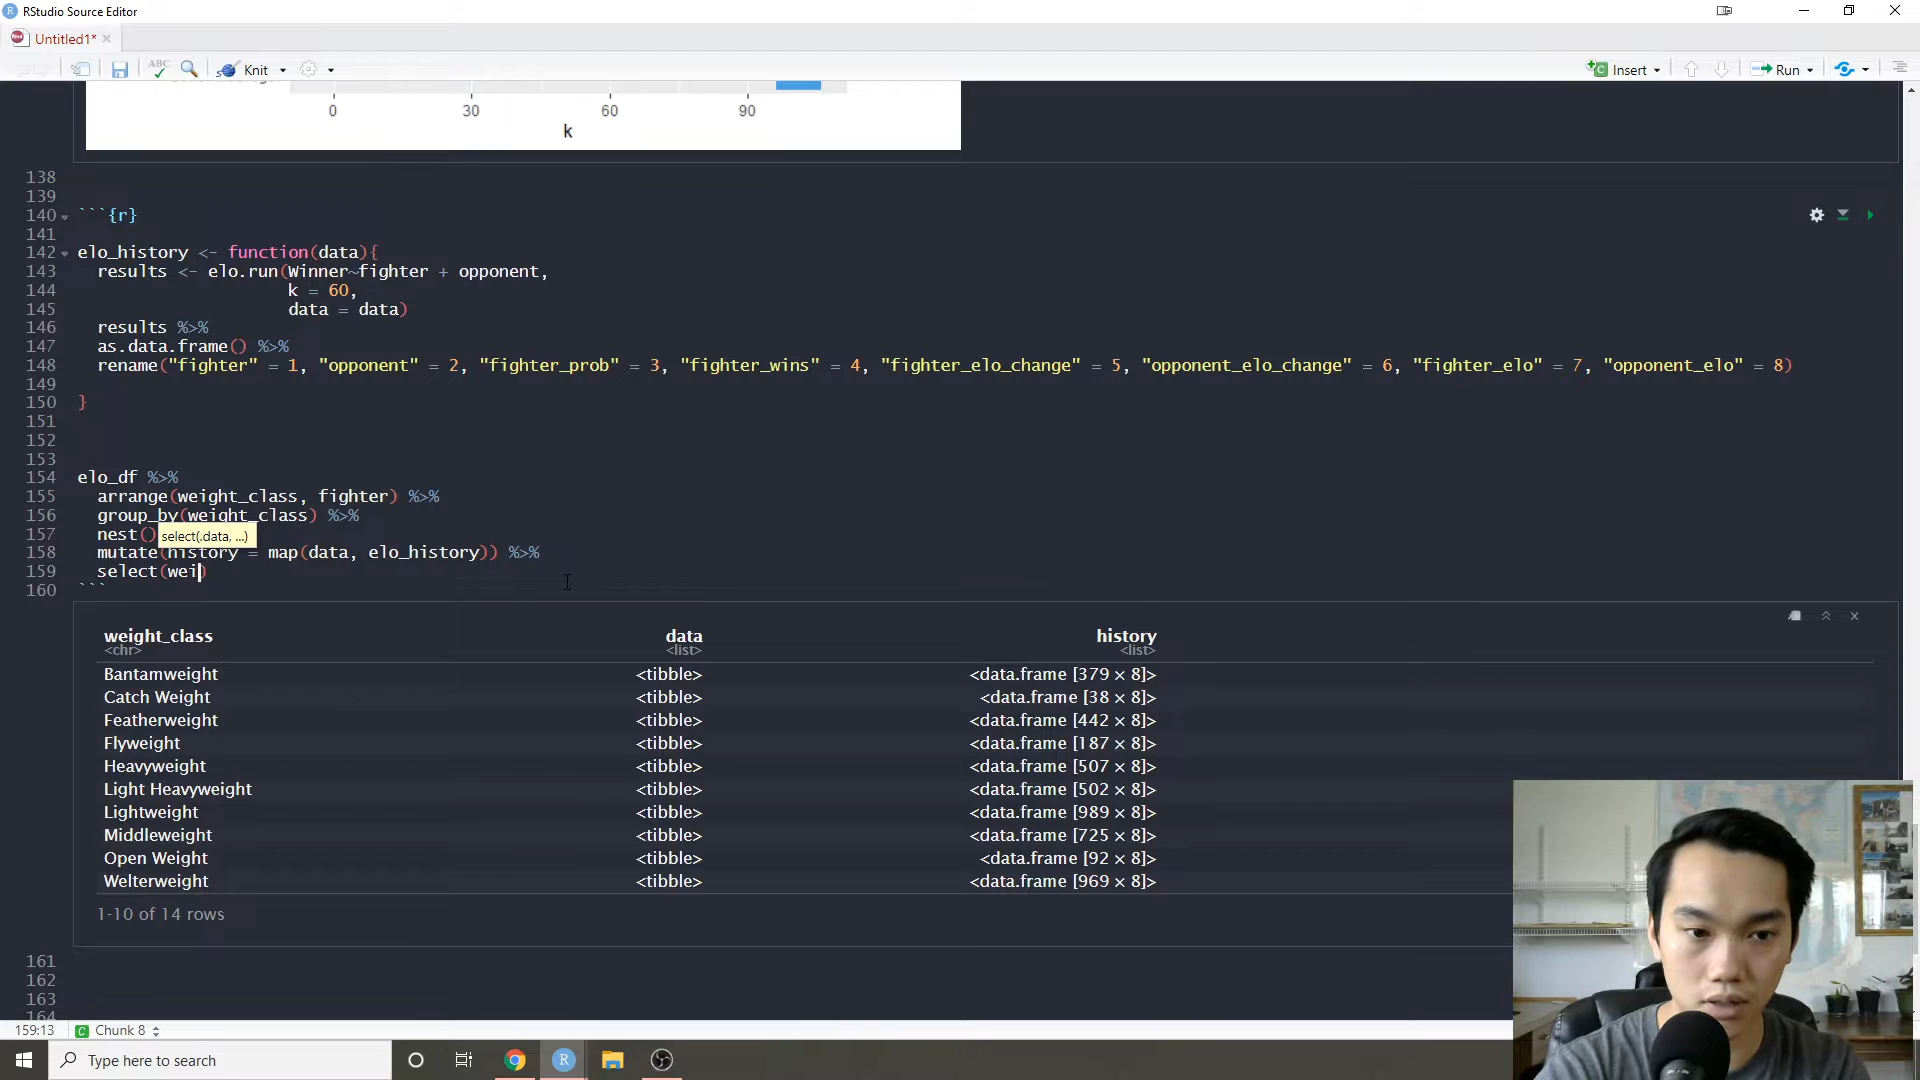 RStudio Source Editor
Untitled1*
Knit
Insert
Run
0 30 60 90
k
138
139
140 ```{r}
141
142 elo_history <- function(data){
143 results <- elo.run(Winner~fighter + opponent,
144 k = 60,
145 data = data)
146 results %>%
147 as.data.frame() %>%
148 rename("fighter" = 1, "opponent" = 2, "fighter_prob" = 3, "fighter_wins" = 4, "fighter_elo_change" = 5, "opponent_elo_change" = 6, "fighter_elo" = 7, "opponent_elo" = 8)
149
150 }
151
152
153
154 elo_df %>%
155 arrange(weight_class, fighter) %>%
156 group_by(weight_class) %>%
157 nest()
select(.data, ...)
158 mutate(history = map(data, elo_history)) %>%
159 select(wei)
160 ```
weight_class data history
<chr> <list> <list>
Bantamweight <tibble> <data.frame [379 × 8]>
Catch Weight <tibble> <data.frame [38 × 8]>
Featherweight <tibble> <data.frame [442 × 8]>
Flyweight <tibble> <data.frame [187 × 8]>
Heavyweight <tibble> <data.frame [507 × 8]>
Light Heavyweight <tibble> <data.frame [502 × 8]>
Lightweight <tibble> <data.frame [989 × 8]>
Middleweight <tibble> <data.frame [725 × 8]>
Open Weight <tibble> <data.frame [92 × 8]>
Welterweight <tibble> <data.frame [969 × 8]>
1-10 of 14 rows
161
162
163
164
159:13 Chunk 8
Type here to search